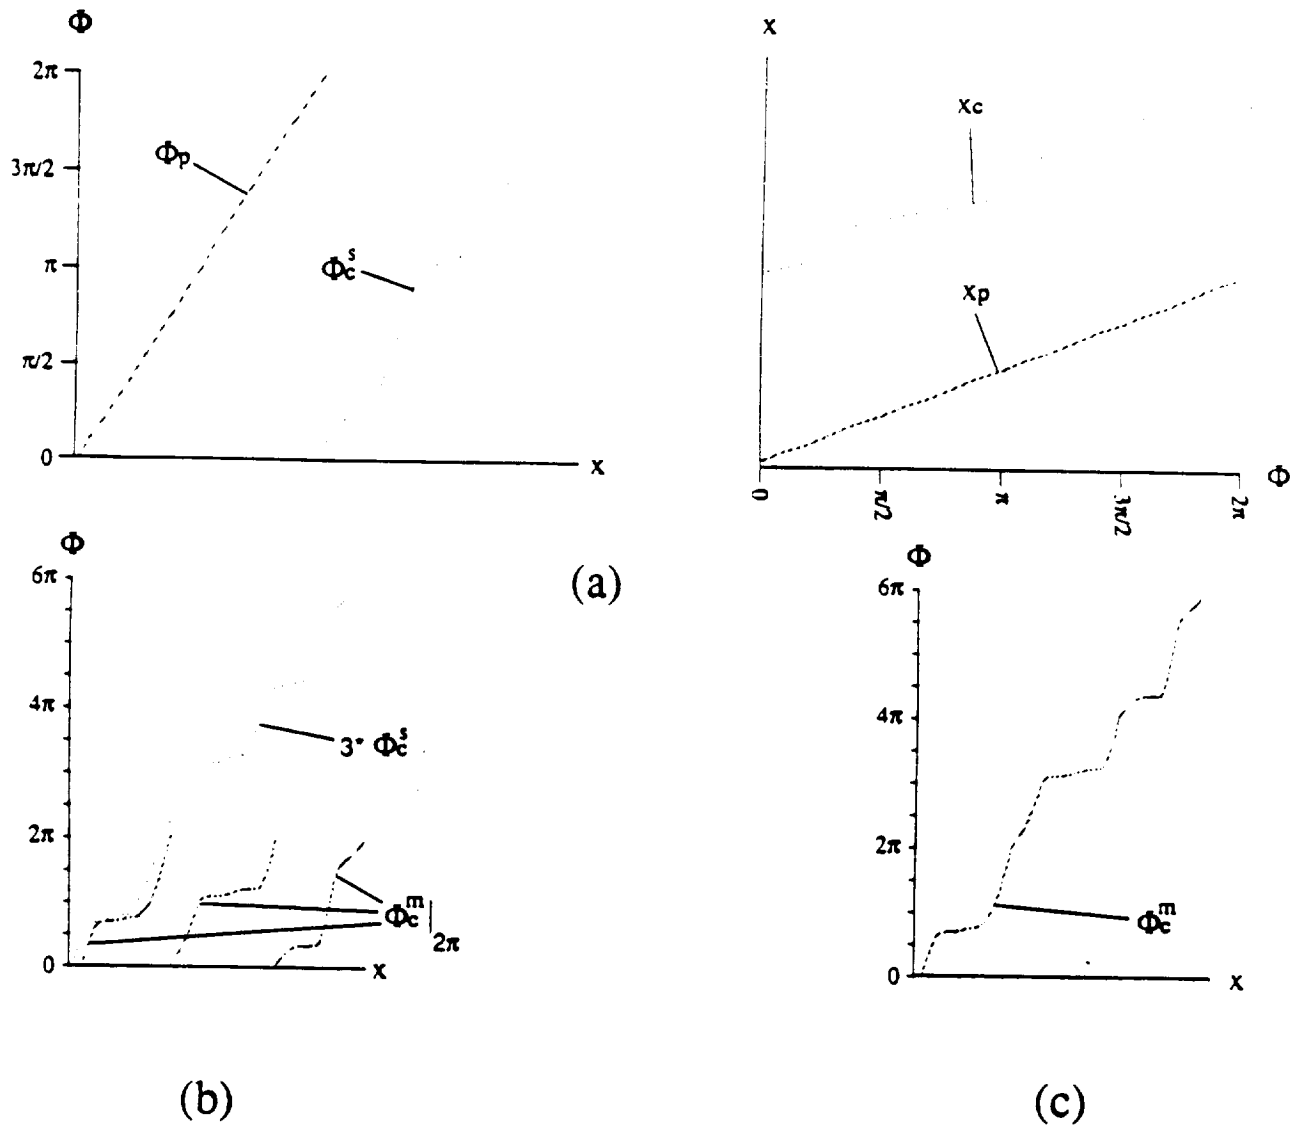 Φ
2π
3π/2
π
π/2
0
Φp
Φc^s
x
x
xc
xp
0
π/2
π
3π/2
2π
Φ
(a)
Φ
6π
4π
2π
0
3* Φc^s
Φc^m|2π
x
(b)
Φ
6π
4π
2π
0
Φc^m
x
(c)